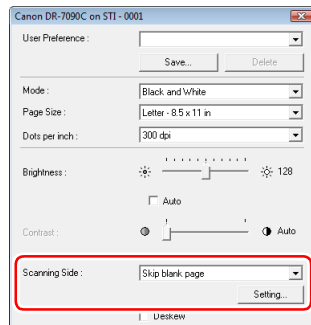 Canon DR-7090C on STI - 0001
User Preference :
Save... Delete
Mode : Black and White
Page Size : Letter - 8.5 x 11 in
Dots per inch : 300 dpi
Brightness : 128
Auto
Contrast : Auto
Scanning Side : Skip blank page
Setting...
Deskew